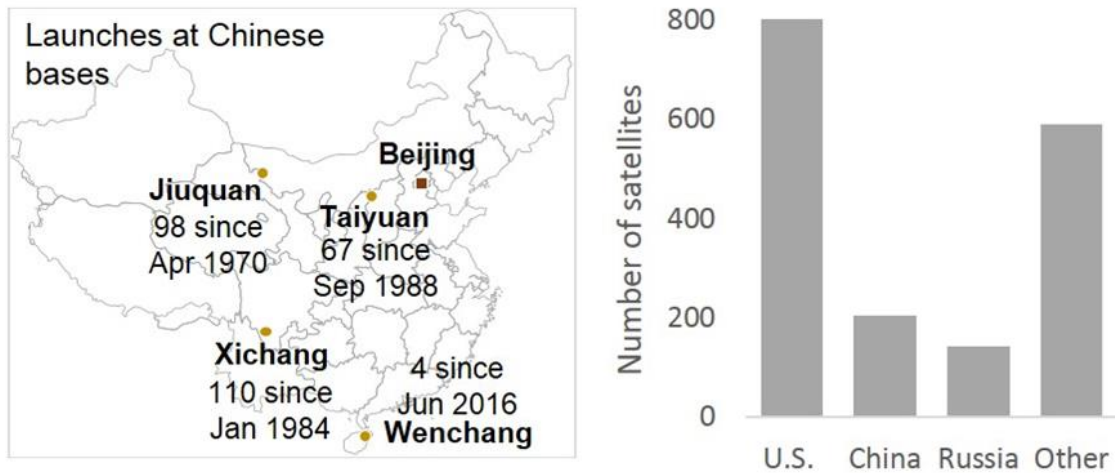 Launches at Chinese
bases
Beijing
Jiuquan
98 since
Apr 1970
Taiyuan
67 since
Sep 1988
Xichang
110 since
Jan 1984
4 since
Jun 2016
Wenchang
Number of satellites
800
600
400
200
0
U.S. China Russia Other